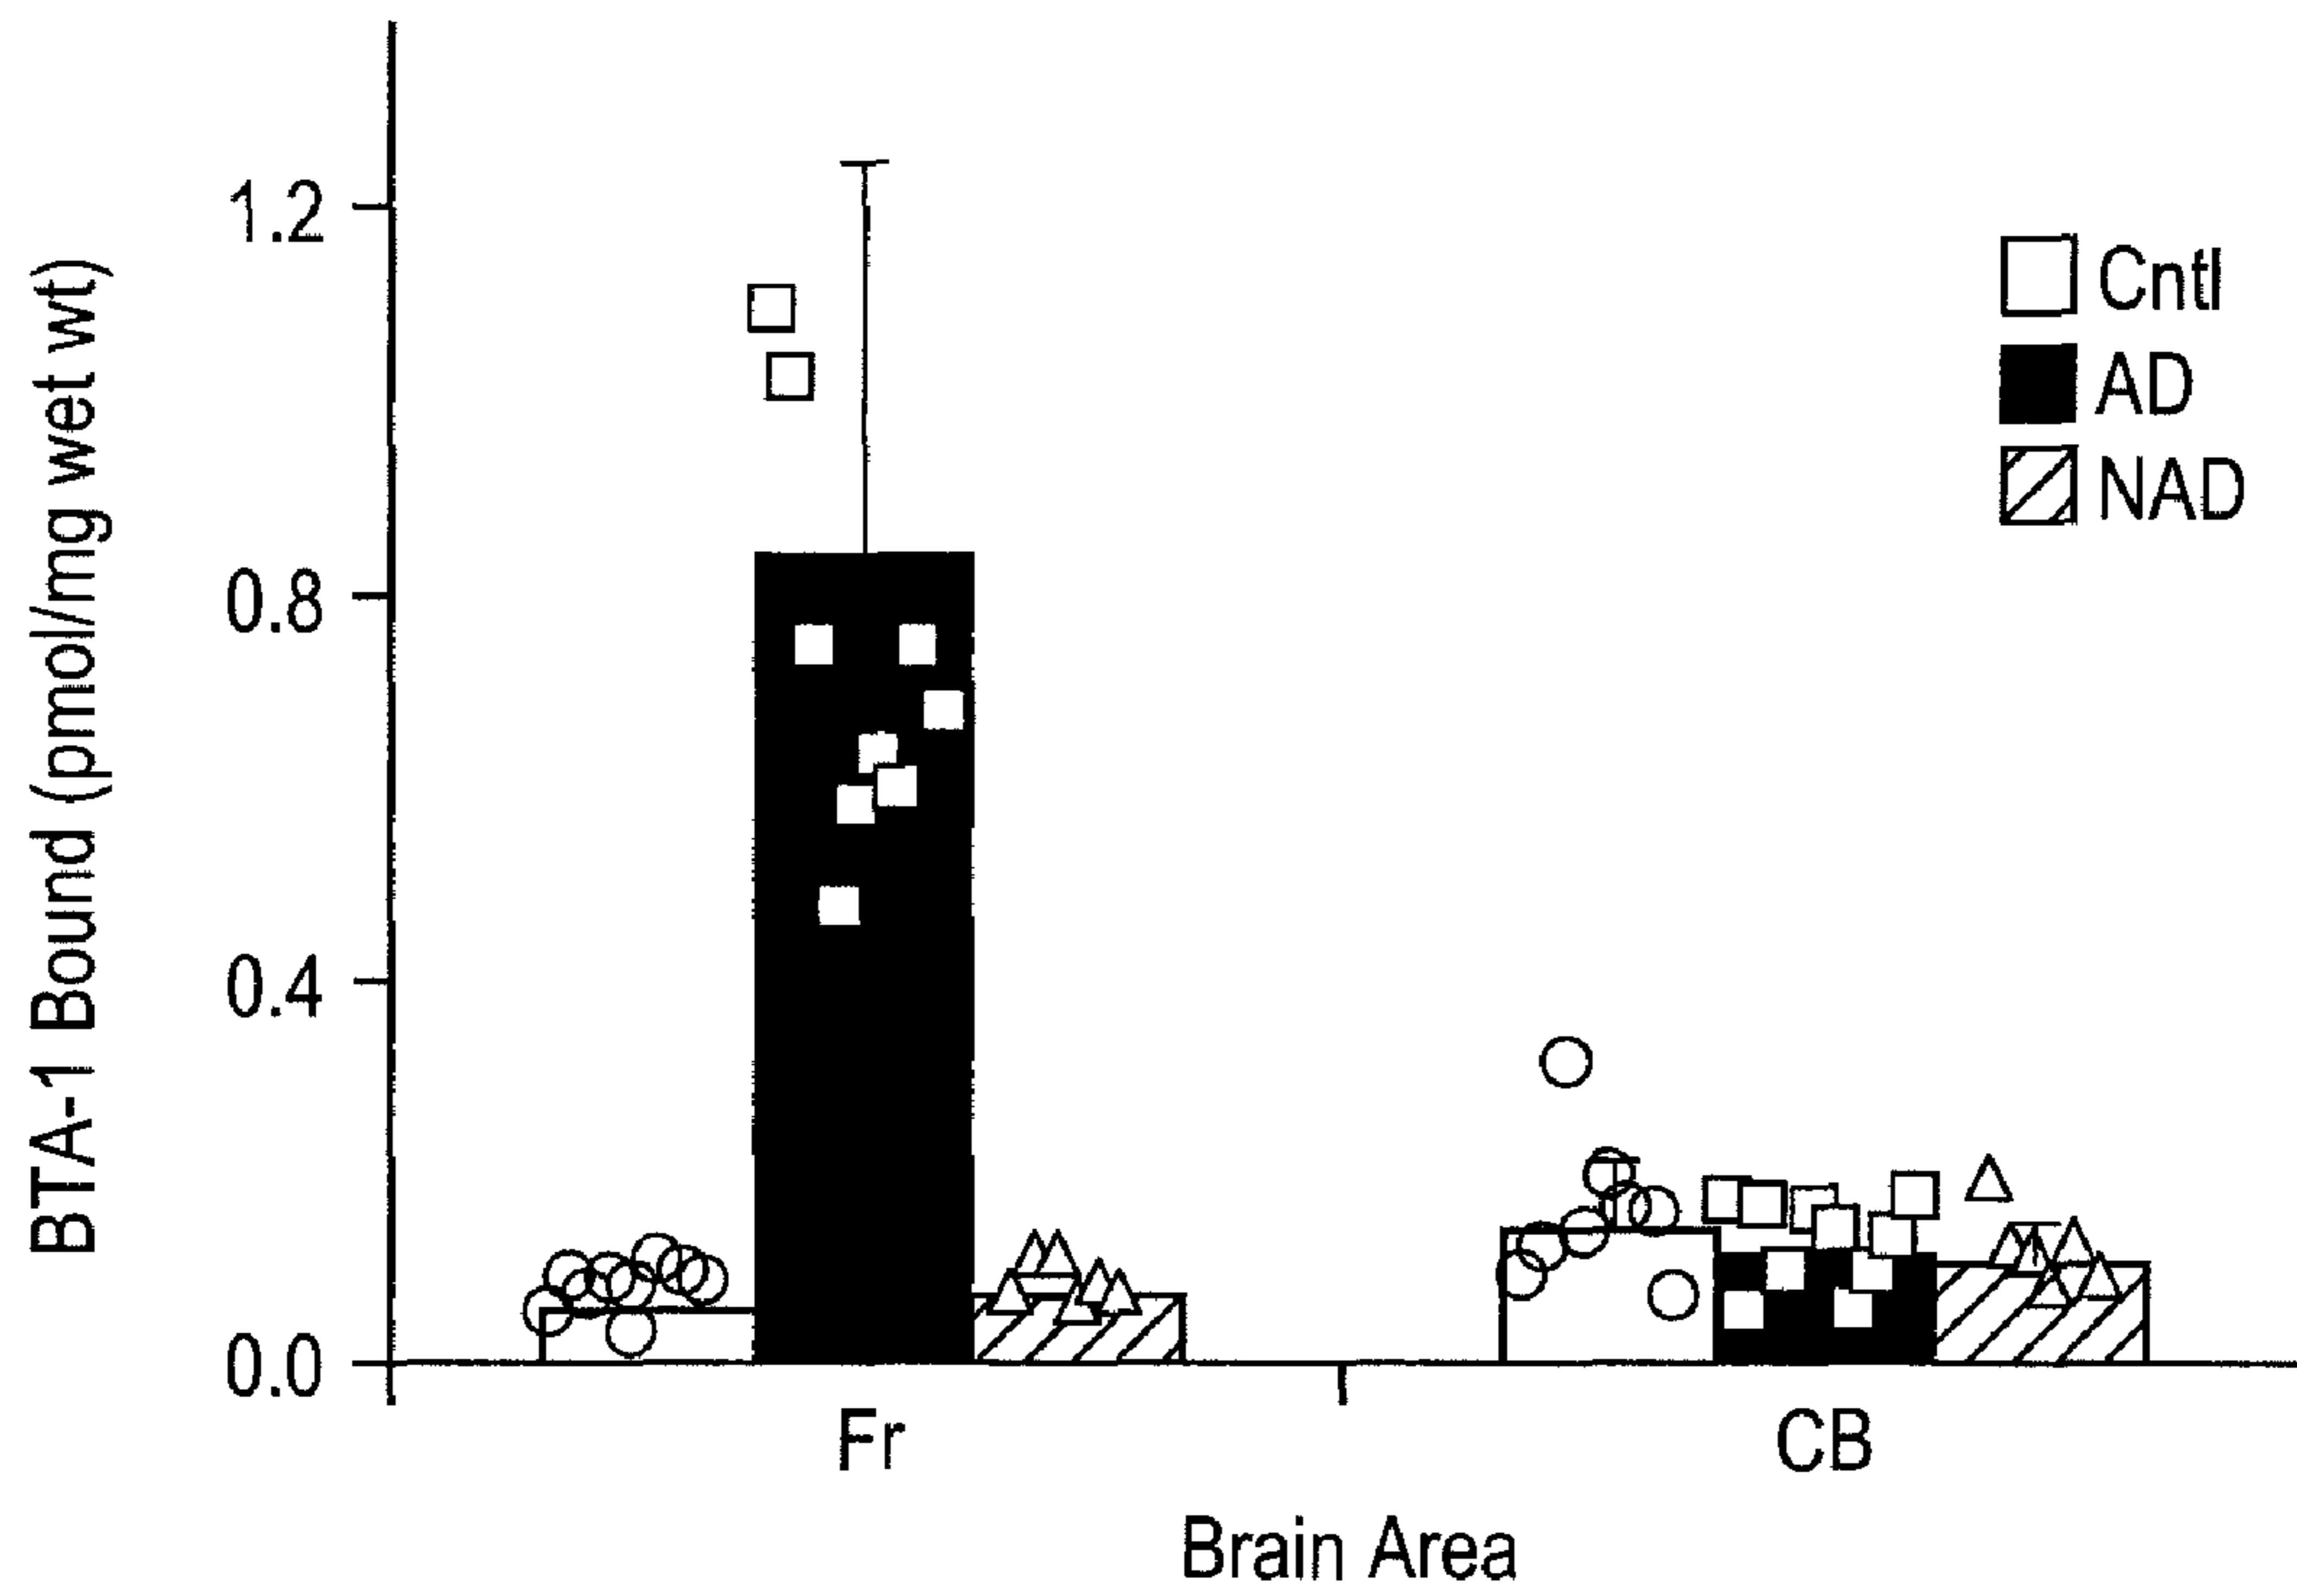 BTA-1 Bound (pmol/mg wet wt)
1.2
0.8
0.4
0.0
Cntl
AD
NAD
Fr
CB
Brain Area